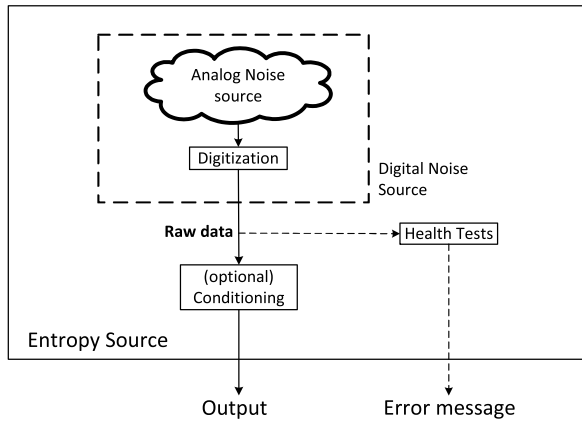 Analog Noise
source
Digitization
Digital Noise
Source
Raw data
Health Tests
(optional)
Conditioning
Entropy Source
Output
Error message